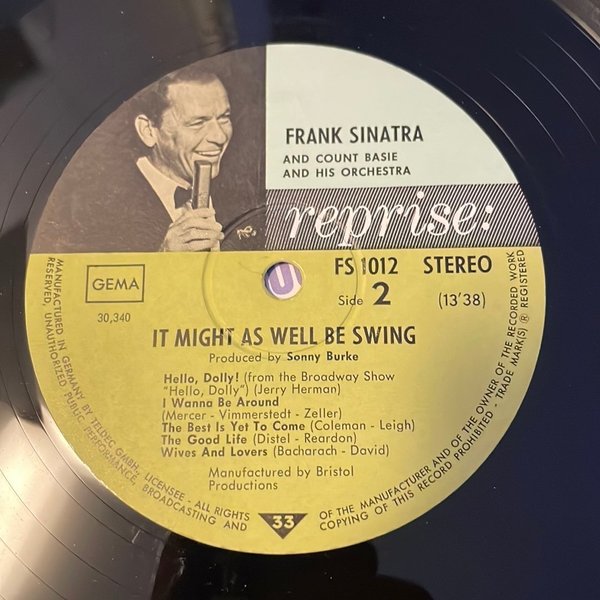 FRANK SINATRA
AND COUNT BASIE
AND HIS ORCHESTRA
reprise:
GEMA
30,340
FS 1012 STEREO
Side 2 (13'38)
IT MIGHT AS WELL BE SWING
Produced by Sonny Burke
Hello, Dolly! (from the Broadway Show
"Hello, Dolly") (Jerry Herman)
I Wanna Be Around
(Mercer - Vimmerstedt - Zeller)
The Best Is Yet To Come (Coleman - Leigh)
The Good Life (Distel - Reardon)
Wives And Lovers (Bacharach - David)
Manufactured by Bristol
Productions
MANUFACTURED IN GERMANY BY TELDEC GMBH. LICENSEE - ALL RIGHTS
RESERVED, UNAUTHORIZED PUBLIC PERFORMANCE, BROADCASTING AND
33
OF THE MANUFACTURER AND OF THE OWNER OF THE RECORDED WORK
COPYING OF THIS RECORD PROHIBITED - TRADE MARK(S) ® REGISTERED